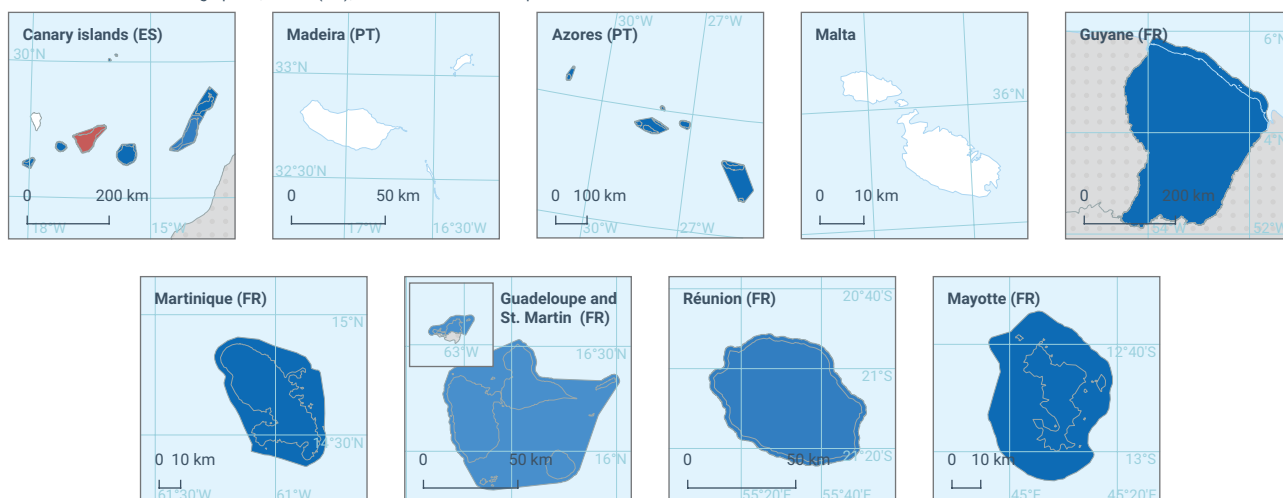 Canary islands (ES)
30°N
0 200 km
18°W 15°W
Madeira (PT)
33°N
32°30'N
0 50 km
17°W 16°30'W
30°W 27°W
Azores (PT)
0 100 km
30°W 27°W
Malta
36°N
0 10 km
Guyane (FR)
6°N
4°N
0 200 km
54°W 52°W
Martinique (FR)
15°N
14°30'N
0 10 km
61°30'W 61°W
Guadeloupe and
St. Martin (FR)
63°W
16°30'N
16°N
0 50 km
Réunion (FR)
20°40'S
21°S
21°20'S
0 50 km
55°20'E 55°40'E
Mayotte (FR)
12°40'S
13°S
0 10 km
45°E 45°20'E